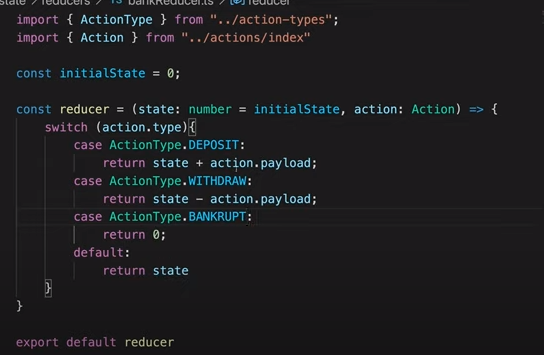 state > reducers > TS bankReducer.ts > reducer
import { ActionType } from "../action-types";
import { Action } from "../actions/index"
const initialState = 0;
const reducer = (state: number = initialState, action: Action) => {
switch (action.type){
case ActionType.DEPOSIT:
return state + action.payload;
case ActionType.WITHDRAW:
return state - action.payload;
case ActionType.BANKRUPT:
return 0;
default:
return state
}
}
export default reducer